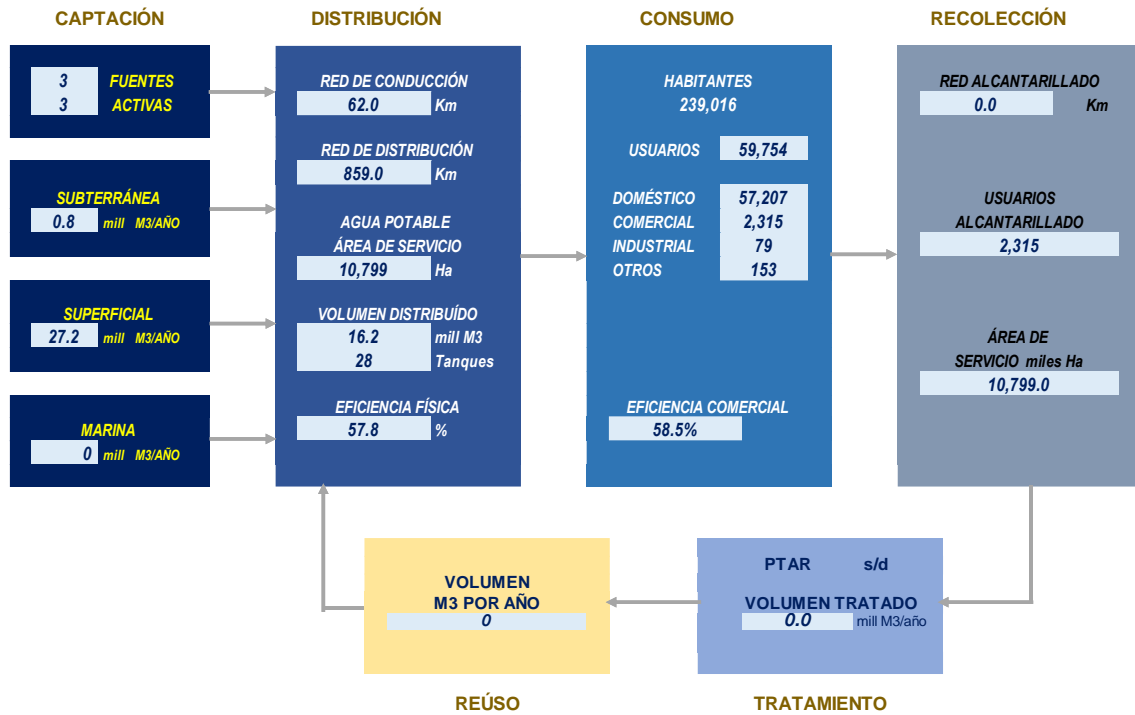 CAPTACIÓN
3 FUENTES
3 ACTIVAS
SUBTERRÁNEA
0.8 mill M3/AÑO
SUPERFICIAL
27.2 mill M3/AÑO
MARINA
0 mill M3/AÑO
DISTRIBUCIÓN
RED DE CONDUCCIÓN
62.0 Km
RED DE DISTRIBUCIÓN
859.0 Km
AGUA POTABLE
ÁREA DE SERVICIO
10,799 Ha
VOLUMEN DISTRIBUÍDO
16.2 mill M3
28 Tanques
EFICIENCIA FÍSICA
57.8 %
CONSUMO
HABITANTES
239,016
USUARIOS 59,754
DOMÉSTICO 57,207
COMERCIAL 2,315
INDUSTRIAL 79
OTROS 153
EFICIENCIA COMERCIAL
58.5%
RECOLECCIÓN
RED ALCANTARILLADO
0.0 Km
USUARIOS
ALCANTARILLADO
2,315
ÁREA DE
SERVICIO miles Ha
10,799.0
VOLUMEN
M3 POR AÑO
0
REÚSO
PTAR s/d
VOLUMEN TRATADO
0.0 mill M3/año
TRATAMIENTO